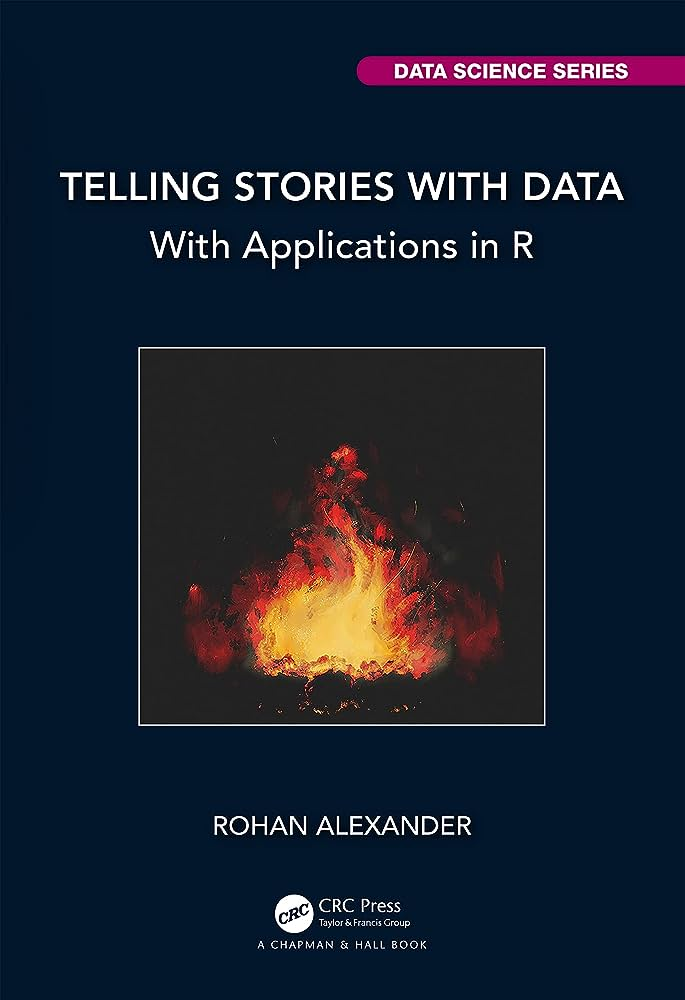 DATA SCIENCE SERIES
TELLING STORIES WITH DATA
With Applications in R
ROHAN ALEXANDER
CRC
CRC Press
Taylor & Francis Group
A CHAPMAN & HALL BOOK